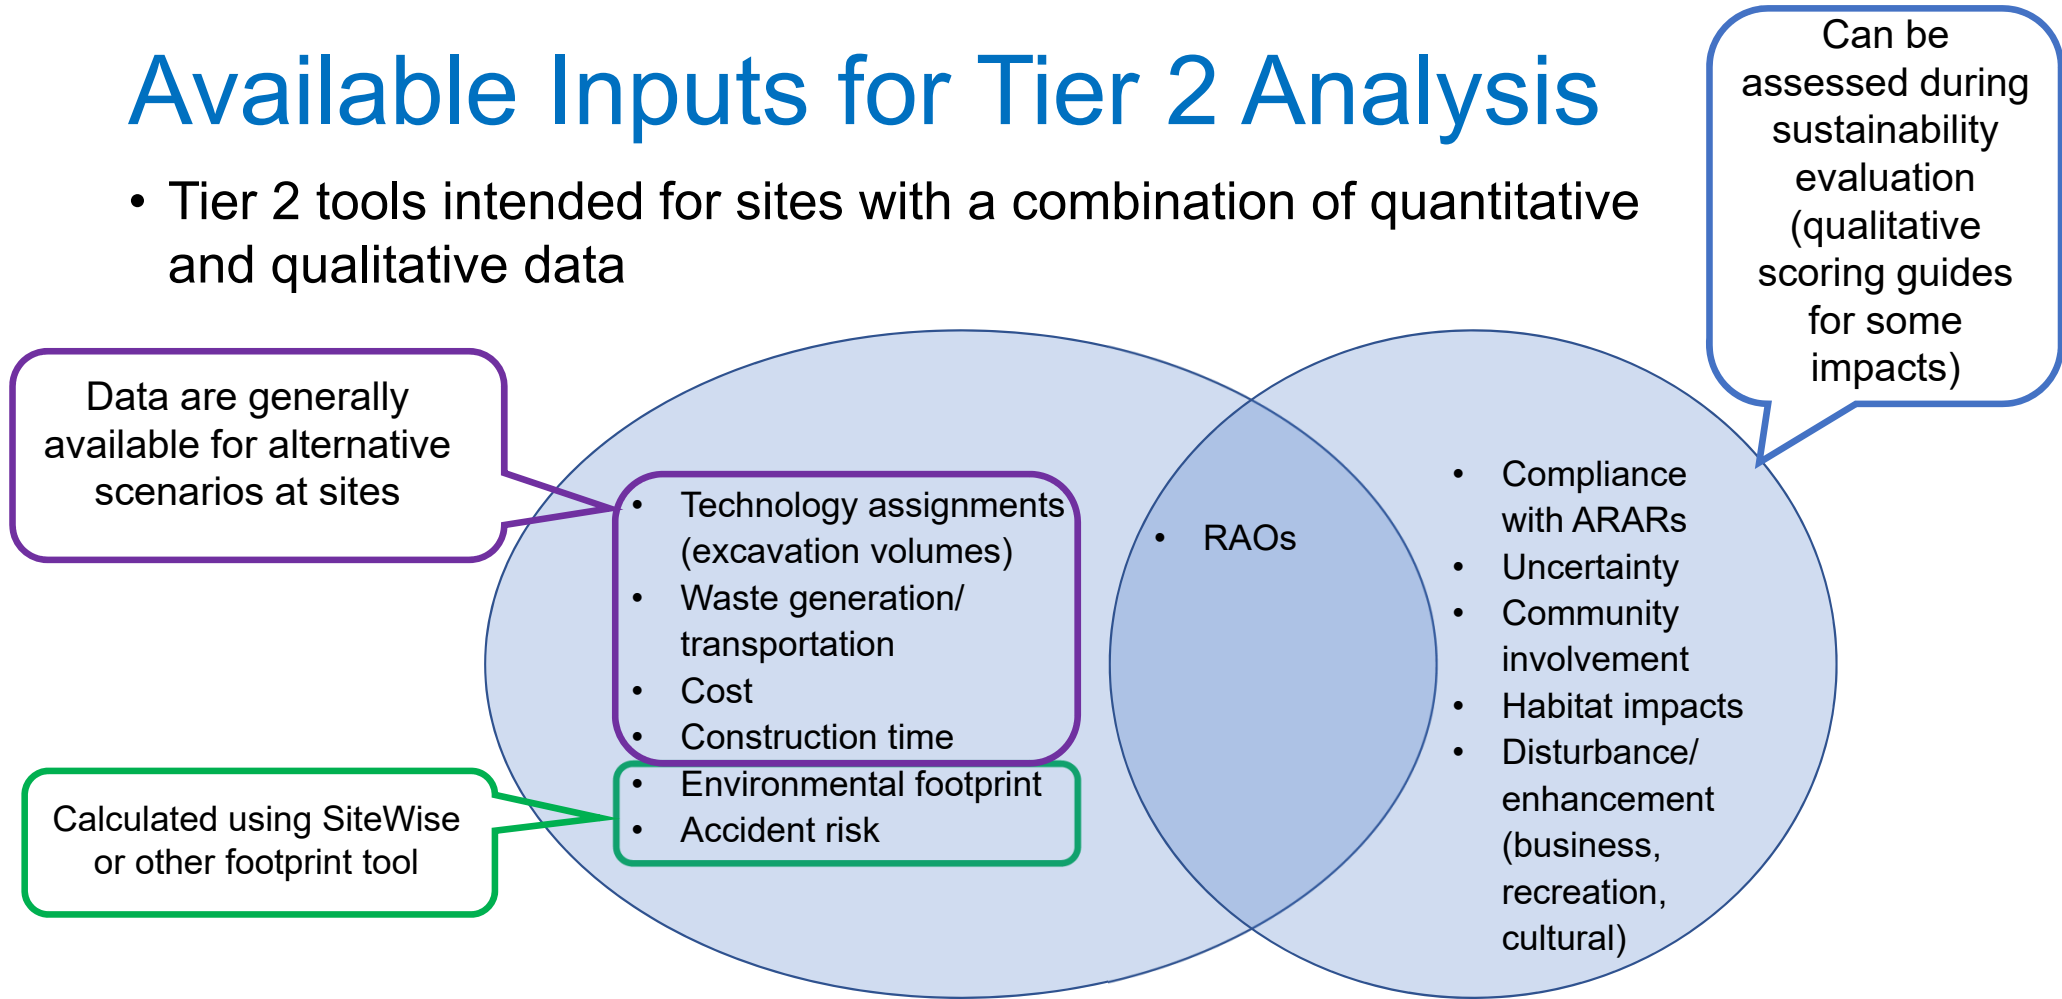 Available Inputs for Tier 2 Analysis
• Tier 2 tools intended for sites with a combination of quantitative
and qualitative data
Can be
assessed during
sustainability
evaluation
(qualitative
scoring guides
for some
impacts)
Data are generally
available for alternative
scenarios at sites
Calculated using SiteWise
or other footprint tool
• Technology assignments
(excavation volumes)
• Waste generation/
transportation
• Cost
• Construction time
• Environmental footprint
• Accident risk
• RAOs
• Compliance
with ARARs
• Uncertainty
• Community
involvement
• Habitat impacts
• Disturbance/
enhancement
(business,
recreation,
cultural)